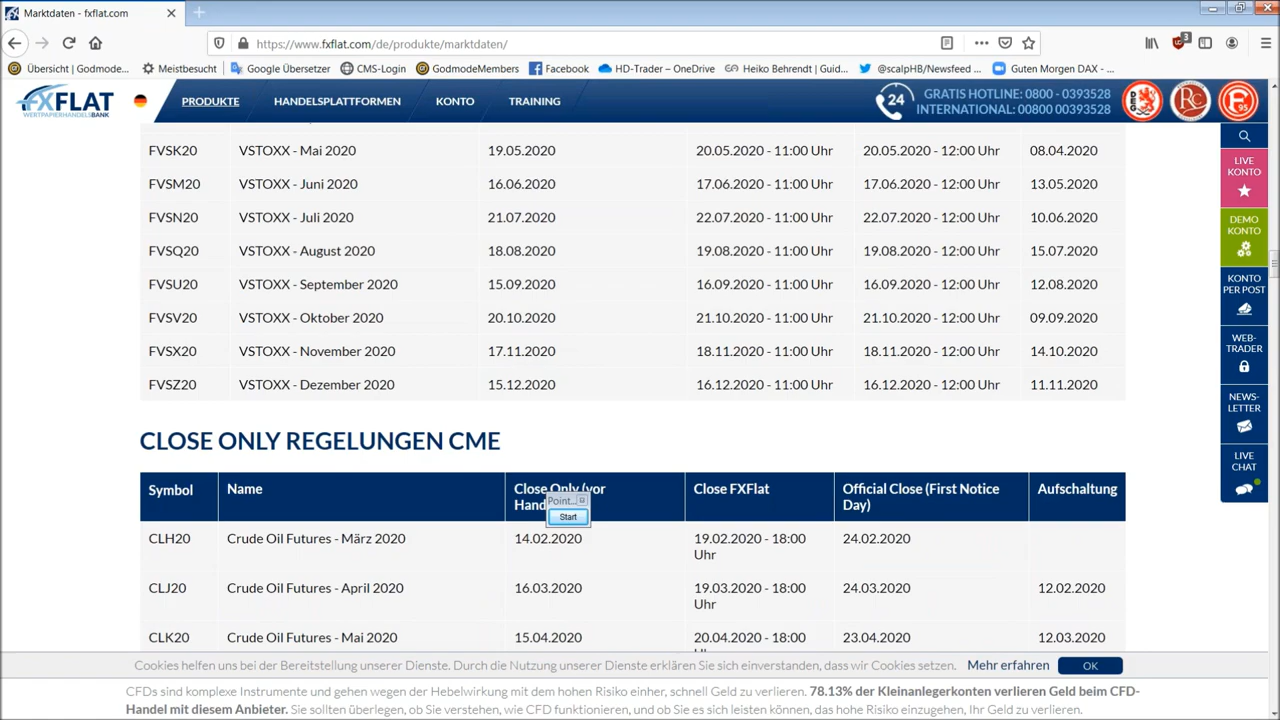 Marktdaten - fxflat.com
https://www.fxflat.com/de/produkte/marktdaten/
3
Übersicht | Godmode... Meistbesucht Google Übersetzer CMS-Login GodmodeMembers Facebook HD-Trader – OneDrive Heiko Behrendt | Guid... @scalpHB/Newsfeed ... Guten Morgen DAX - ...
FXFLAT
WERTPAPIERHANDELSBANK
PRODUKTE HANDELSPLATTFORMEN KONTO TRAINING
24
GRATIS HOTLINE: 0800 - 0393528
INTERNATIONAL: 00800 00393528
DEG RC F 95
FVSK20 VSTOXX - Mai 2020 19.05.2020 20.05.2020 - 11:00 Uhr 20.05.2020 - 12:00 Uhr 08.04.2020
FVSM20 VSTOXX - Juni 2020 16.06.2020 17.06.2020 - 11:00 Uhr 17.06.2020 - 12:00 Uhr 13.05.2020
FVSN20 VSTOXX - Juli 2020 21.07.2020 22.07.2020 - 11:00 Uhr 22.07.2020 - 12:00 Uhr 10.06.2020
FVSQ20 VSTOXX - August 2020 18.08.2020 19.08.2020 - 11:00 Uhr 19.08.2020 - 12:00 Uhr 15.07.2020
FVSU20 VSTOXX - September 2020 15.09.2020 16.09.2020 - 11:00 Uhr 16.09.2020 - 12:00 Uhr 12.08.2020
FVSV20 VSTOXX - Oktober 2020 20.10.2020 21.10.2020 - 11:00 Uhr 21.10.2020 - 12:00 Uhr 09.09.2020
FVSX20 VSTOXX - November 2020 17.11.2020 18.11.2020 - 11:00 Uhr 18.11.2020 - 12:00 Uhr 14.10.2020
FVSZ20 VSTOXX - Dezember 2020 15.12.2020 16.12.2020 - 11:00 Uhr 16.12.2020 - 12:00 Uhr 11.11.2020
LIVE
KONTO
DEMO
KONTO
KONTO
PER POST
WEB-
TRADER
NEWS-
LETTER
LIVE
CHAT
CLOSE ONLY REGELUNGEN CME
Symbol Name Close Only (vor Close FXFlat Official Close (First Notice Aufschaltung
Hand Day)
Point...
Start
CLH20 Crude Oil Futures - März 2020 14.02.2020 19.02.2020 - 18:00 24.02.2020
Uhr
CLJ20 Crude Oil Futures - April 2020 16.03.2020 19.03.2020 - 18:00 24.03.2020 12.02.2020
Uhr
CLK20 Crude Oil Futures - Mai 2020 15.04.2020 20.04.2020 - 18:00 23.04.2020 12.03.2020
Cookies helfen uns bei der Bereitstellung unserer Dienste. Durch die Nutzung unserer Dienste erklären Sie sich einverstanden, dass wir Cookies setzen. Mehr erfahren OK
CFDs sind komplexe Instrumente und gehen wegen der Hebelwirkung mit dem hohen Risiko einher, schnell Geld zu verlieren. 78.13% der Kleinanlegerkonten verlieren Geld beim CFD-
Handel mit diesem Anbieter. Sie sollten überlegen, ob Sie verstehen, wie CFD funktionieren, und ob Sie es sich leisten können, das hohe Risiko einzugehen, Ihr Geld zu verlieren.